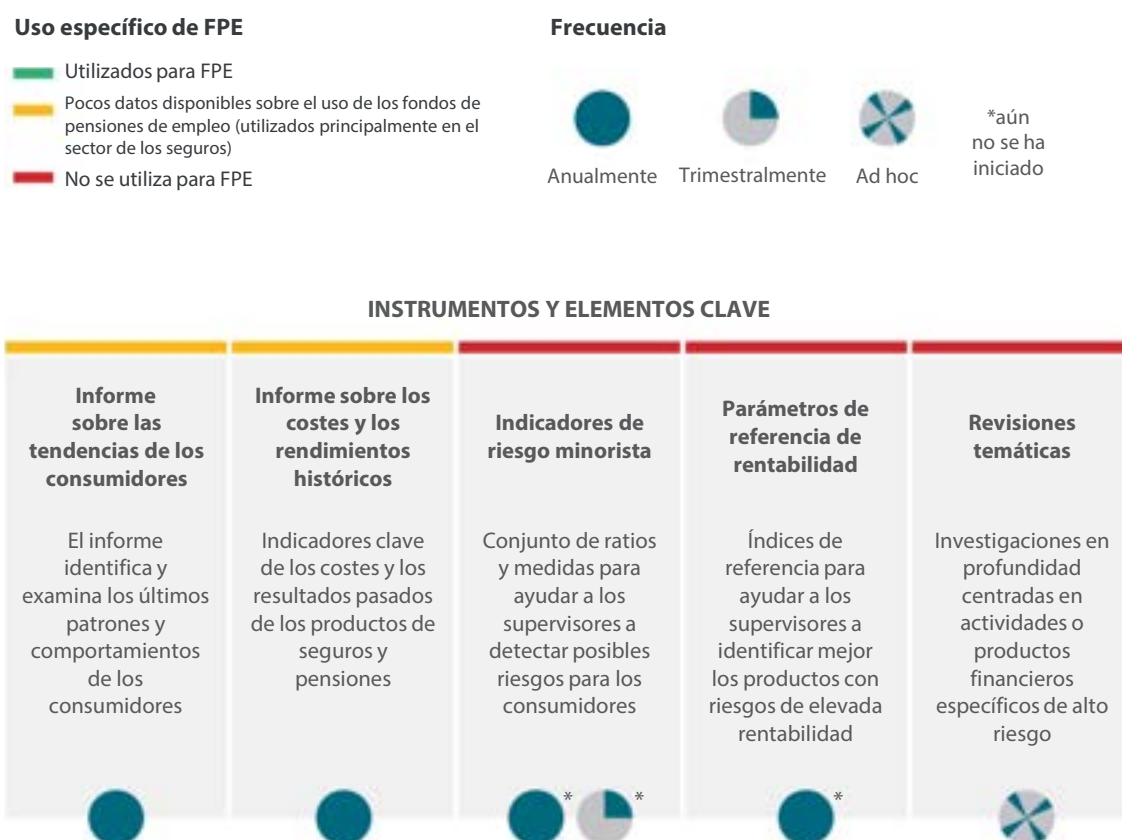 Uso específico de FPE
Utilizados para FPE
Pocos datos disponibles sobre el uso de los fondos de
pensiones de empleo (utilizados principalmente en el
sector de los seguros)
No se utiliza para FPE
Frecuencia
Anualmente
Trimestralmente
Ad hoc
*aún
no se ha
iniciado
INSTRUMENTOS Y ELEMENTOS CLAVE
Informe
sobre las
tendencias de los
consumidores
El informe
identifica y
examina los últimos
patrones y
comportamientos
de los
consumidores
Informe sobre los
costes y los
rendimientos
históricos
Indicadores clave
de los costes y los
resultados pasados
de los productos de
seguros y
pensiones
Indicadores de
riesgo minorista
Conjunto de ratios
y medidas para
ayudar a los
supervisores a
detectar posibles
riesgos para los
consumidores
* *
Parámetros de
referencia de
rentabilidad
Índices de
referencia para
ayudar a los
supervisores a
identificar mejor
los productos con
riesgos de elevada
rentabilidad
*
Revisiones
temáticas
Investigaciones en
profundidad
centradas en
actividades o
productos
financieros
específicos de alto
riesgo